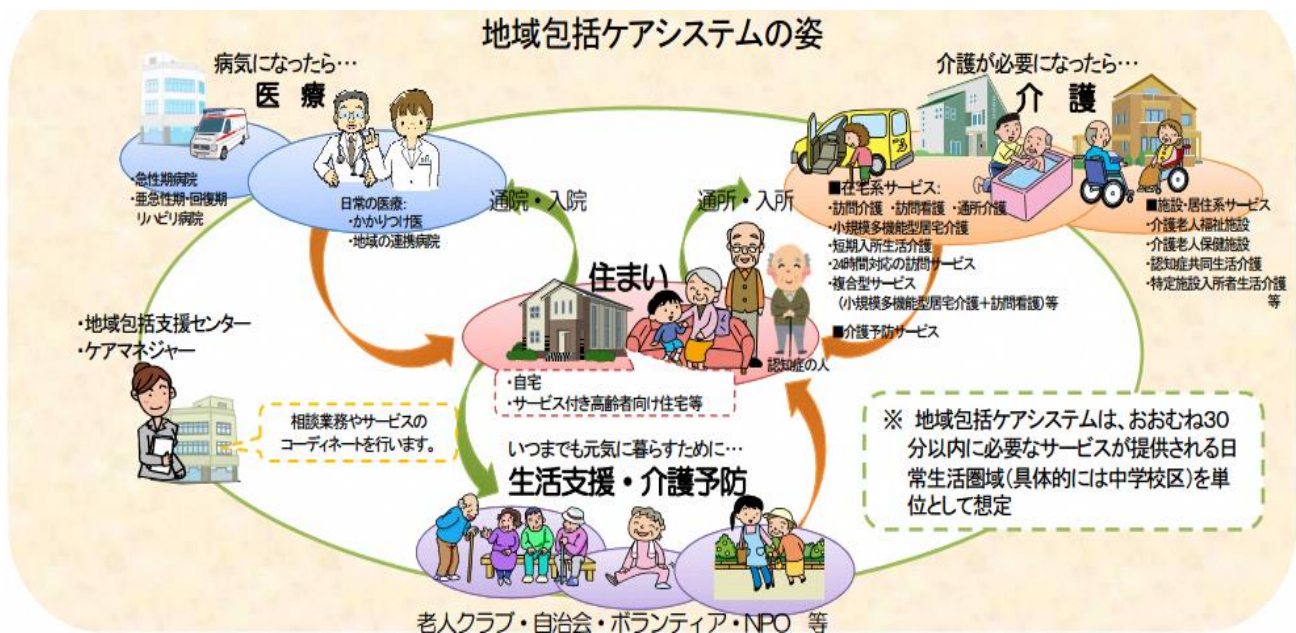 地域包括ケアシステムの姿
病気になったら…
医 療
・急性期病院
・亜急性期・回復期
リハビリ病院
日常の医療:
・かかりつけ医
・地域の連携病院
通院・入院
介護が必要になったら…
介 護
通所・入所
■在宅系サービス:
・訪問介護 ・訪問看護 ・通所介護
・小規模多機能型居宅介護
・短期入所生活介護
・24時間対応の訪問サービス
・複合型サービス
(小規模多機能型居宅介護+訪問看護)等
■介護予防サービス
■施設・居住系サービス
・介護老人福祉施設
・介護老人保健施設
・認知症共同生活介護
・特定施設入所者生活介護
等
住まい
認知症の人
・自宅
・サービス付き高齢者向け住宅等
・地域包括支援センター
・ケアマネジャー
相談業務やサービスの
コーディネートを行います。
いつまでも元気に暮らすために…
生活支援・介護予防
老人クラブ・自治会・ボランティア・NPO 等
※ 地域包括ケアシステムは、おおむね30
分以内に必要なサービスが提供される日
常生活圏域(具体的には中学校区)を単
位として想定